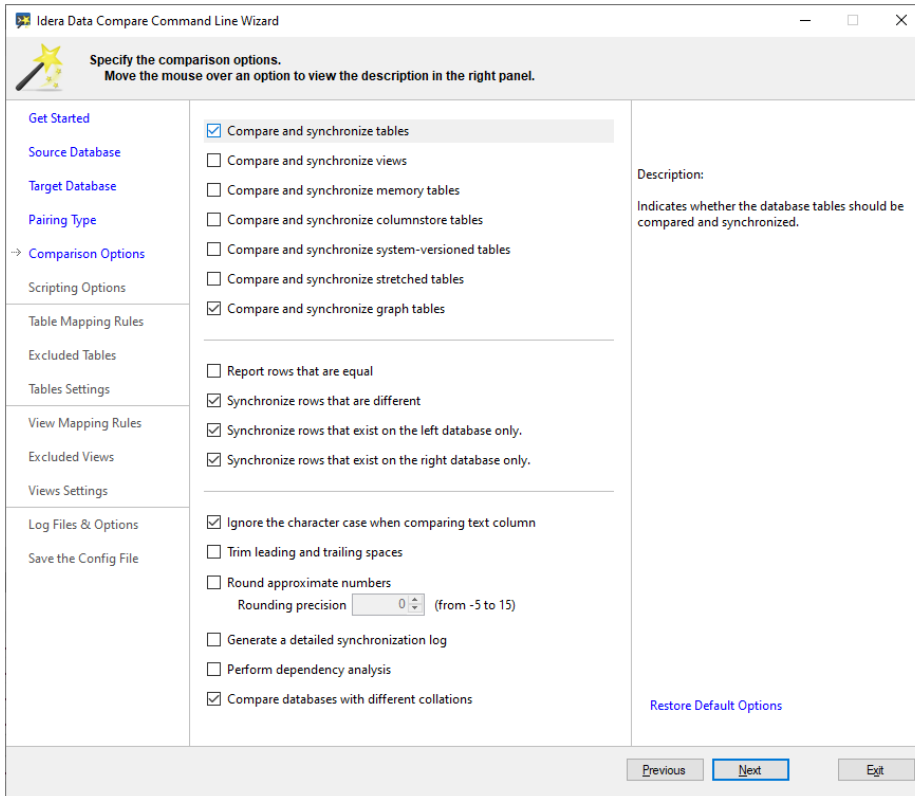 Idera Data Compare Command Line Wizard
Specify the comparison options.
Move the mouse over an option to view the description in the right panel.
Get Started
Source Database
Target Database
Pairing Type
Comparison Options
Scripting Options
Table Mapping Rules
Excluded Tables
Tables Settings
View Mapping Rules
Excluded Views
Views Settings
Log Files & Options
Save the Config File
Compare and synchronize tables
Compare and synchronize views
Compare and synchronize memory tables
Compare and synchronize columnstore tables
Compare and synchronize system-versioned tables
Compare and synchronize stretched tables
Compare and synchronize graph tables
Report rows that are equal
Synchronize rows that are different
Synchronize rows that exist on the left database only.
Synchronize rows that exist on the right database only.
Ignore the character case when comparing text column
Trim leading and trailing spaces
Round approximate numbers
Rounding precision 0 (from -5 to 15)
Generate a detailed synchronization log
Perform dependency analysis
Compare databases with different collations
Description:
Indicates whether the database tables should be
compared and synchronized.
Restore Default Options
Previous Next Exit